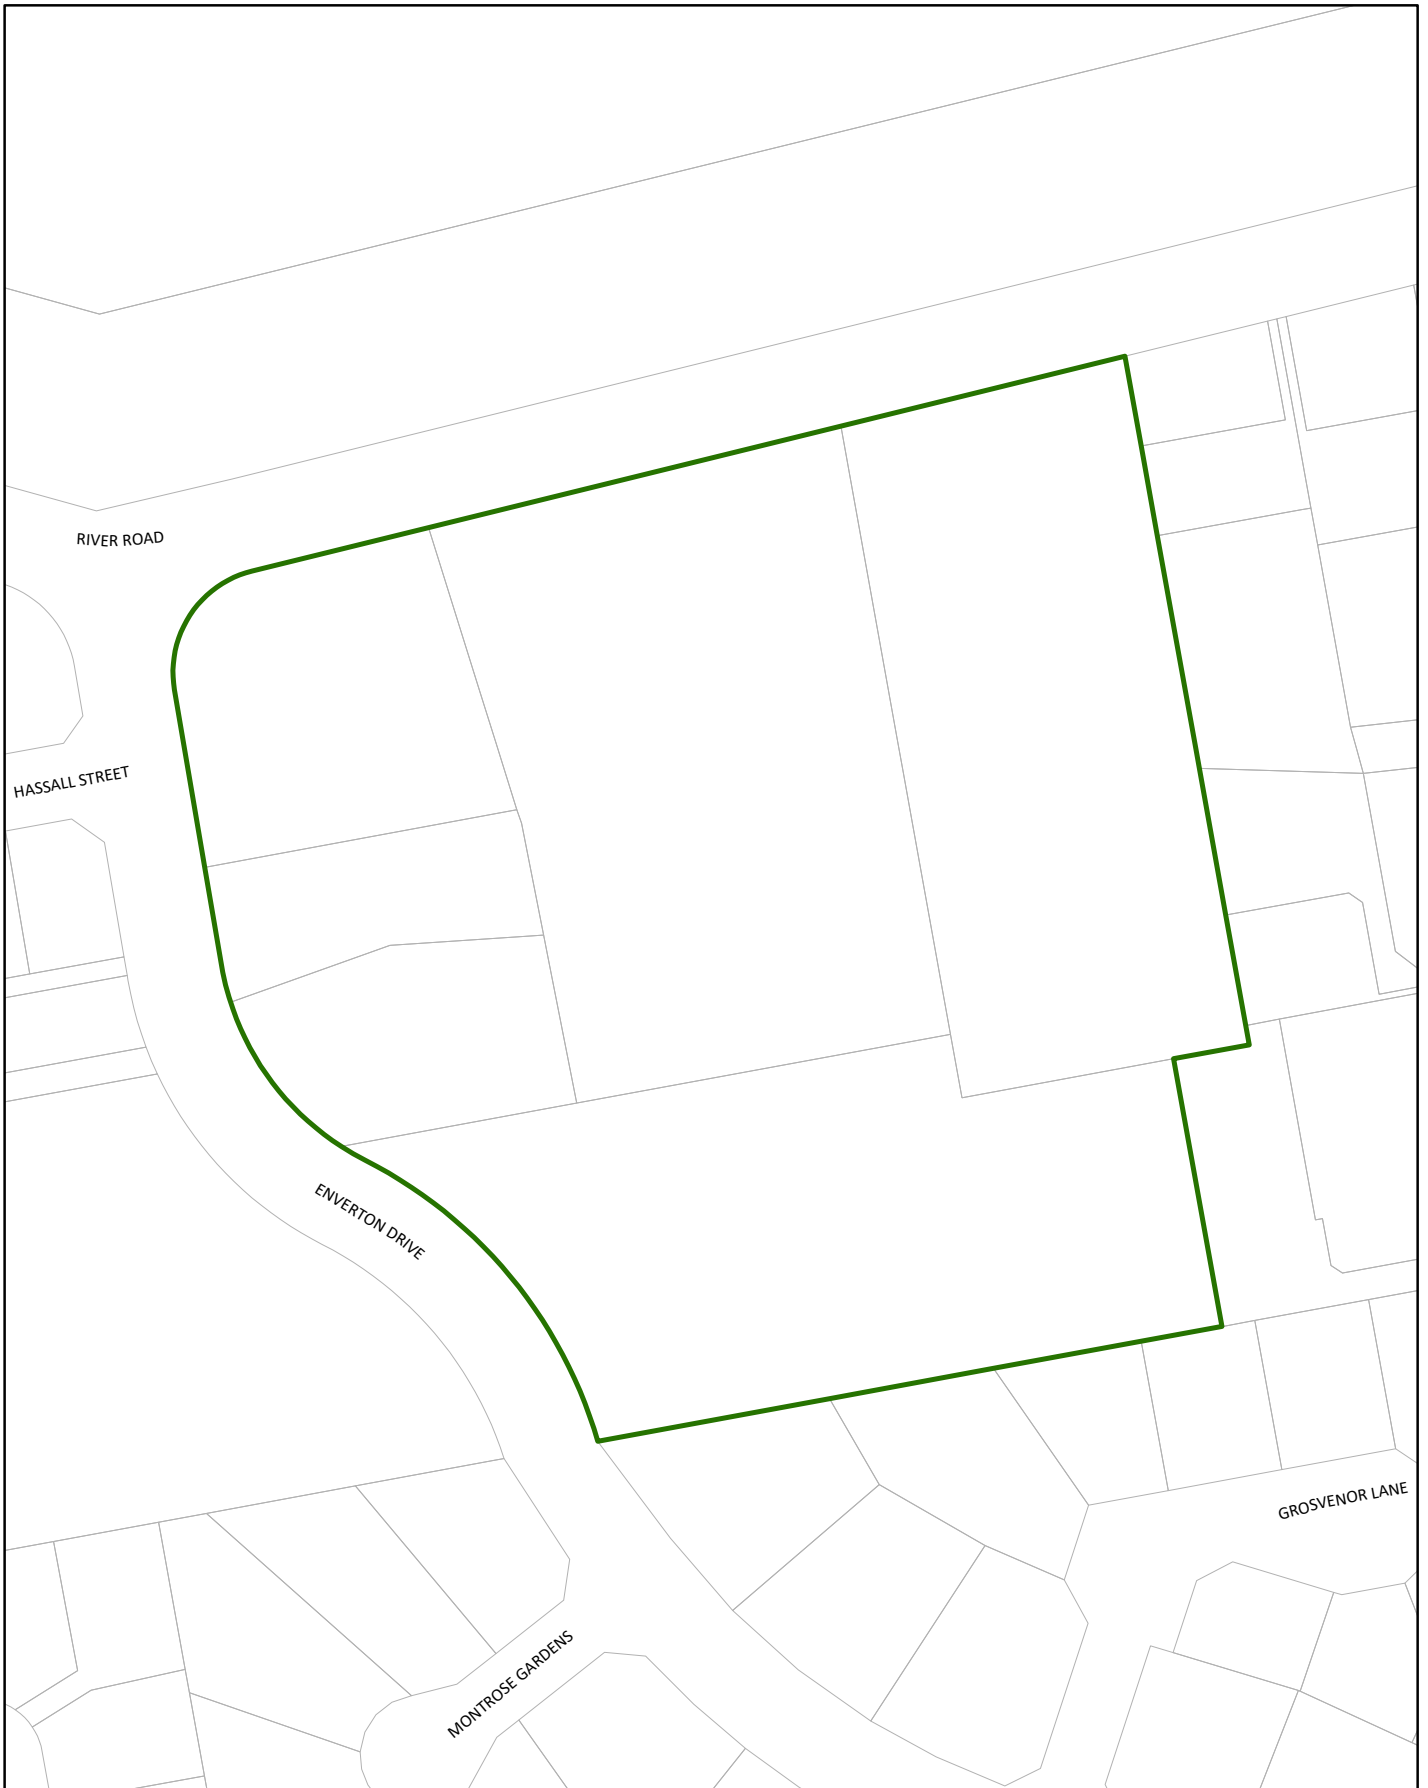 RIVER ROAD
HASSALL STREET
ENVERTON DRIVE
GROSVENOR LANE
MONTROSE GARDENS